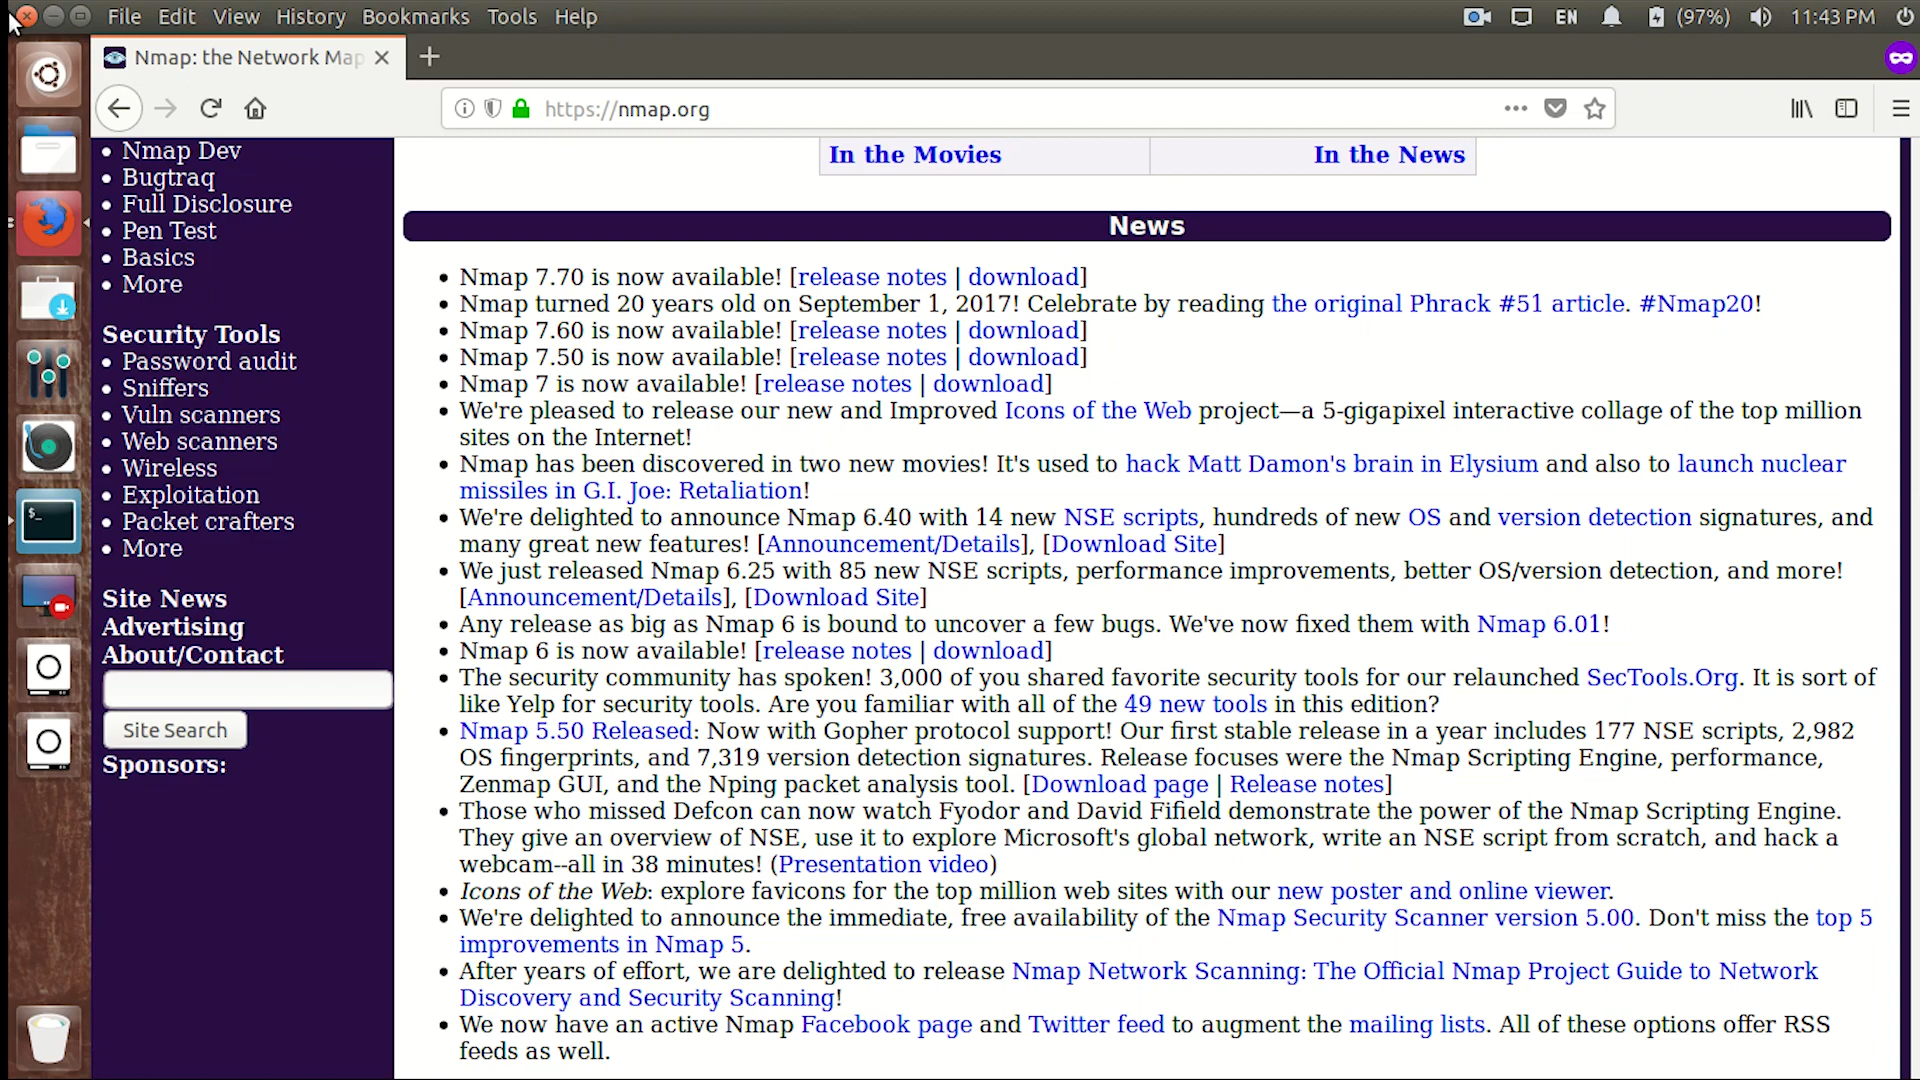 File Edit View History Bookmarks Tools Help
EN (97%) 11:43 PM
Nmap: the Network Map
https://nmap.org
Nmap Dev
Bugtraq
Full Disclosure
Pen Test
Basics
More
Security Tools
Password audit
Sniffers
Vuln scanners
Web scanners
Wireless
Exploitation
Packet crafters
More
Site News
Advertising
About/Contact
Site Search
Sponsors:
In the Movies In the News
News
Nmap 7.70 is now available! [release notes | download]
Nmap turned 20 years old on September 1, 2017! Celebrate by reading the original Phrack #51 article. #Nmap20!
Nmap 7.60 is now available! [release notes | download]
Nmap 7.50 is now available! [release notes | download]
Nmap 7 is now available! [release notes | download]
We're pleased to release our new and Improved Icons of the Web project—a 5-gigapixel interactive collage of the top million
sites on the Internet!
Nmap has been discovered in two new movies! It's used to hack Matt Damon's brain in Elysium and also to launch nuclear
missiles in G.I. Joe: Retaliation!
We're delighted to announce Nmap 6.40 with 14 new NSE scripts, hundreds of new OS and version detection signatures, and
many great new features! [Announcement/Details], [Download Site]
We just released Nmap 6.25 with 85 new NSE scripts, performance improvements, better OS/version detection, and more!
[Announcement/Details], [Download Site]
Any release as big as Nmap 6 is bound to uncover a few bugs. We've now fixed them with Nmap 6.01!
Nmap 6 is now available! [release notes | download]
The security community has spoken! 3,000 of you shared favorite security tools for our relaunched SecTools.Org. It is sort of
like Yelp for security tools. Are you familiar with all of the 49 new tools in this edition?
Nmap 5.50 Released: Now with Gopher protocol support! Our first stable release in a year includes 177 NSE scripts, 2,982
OS fingerprints, and 7,319 version detection signatures. Release focuses were the Nmap Scripting Engine, performance,
Zenmap GUI, and the Nping packet analysis tool. [Download page | Release notes]
Those who missed Defcon can now watch Fyodor and David Fifield demonstrate the power of the Nmap Scripting Engine.
They give an overview of NSE, use it to explore Microsoft's global network, write an NSE script from scratch, and hack a
webcam--all in 38 minutes! (Presentation video)
Icons of the Web: explore favicons for the top million web sites with our new poster and online viewer.
We're delighted to announce the immediate, free availability of the Nmap Security Scanner version 5.00. Don't miss the top 5
improvements in Nmap 5.
After years of effort, we are delighted to release Nmap Network Scanning: The Official Nmap Project Guide to Network
Discovery and Security Scanning!
We now have an active Nmap Facebook page and Twitter feed to augment the mailing lists. All of these options offer RSS
feeds as well.